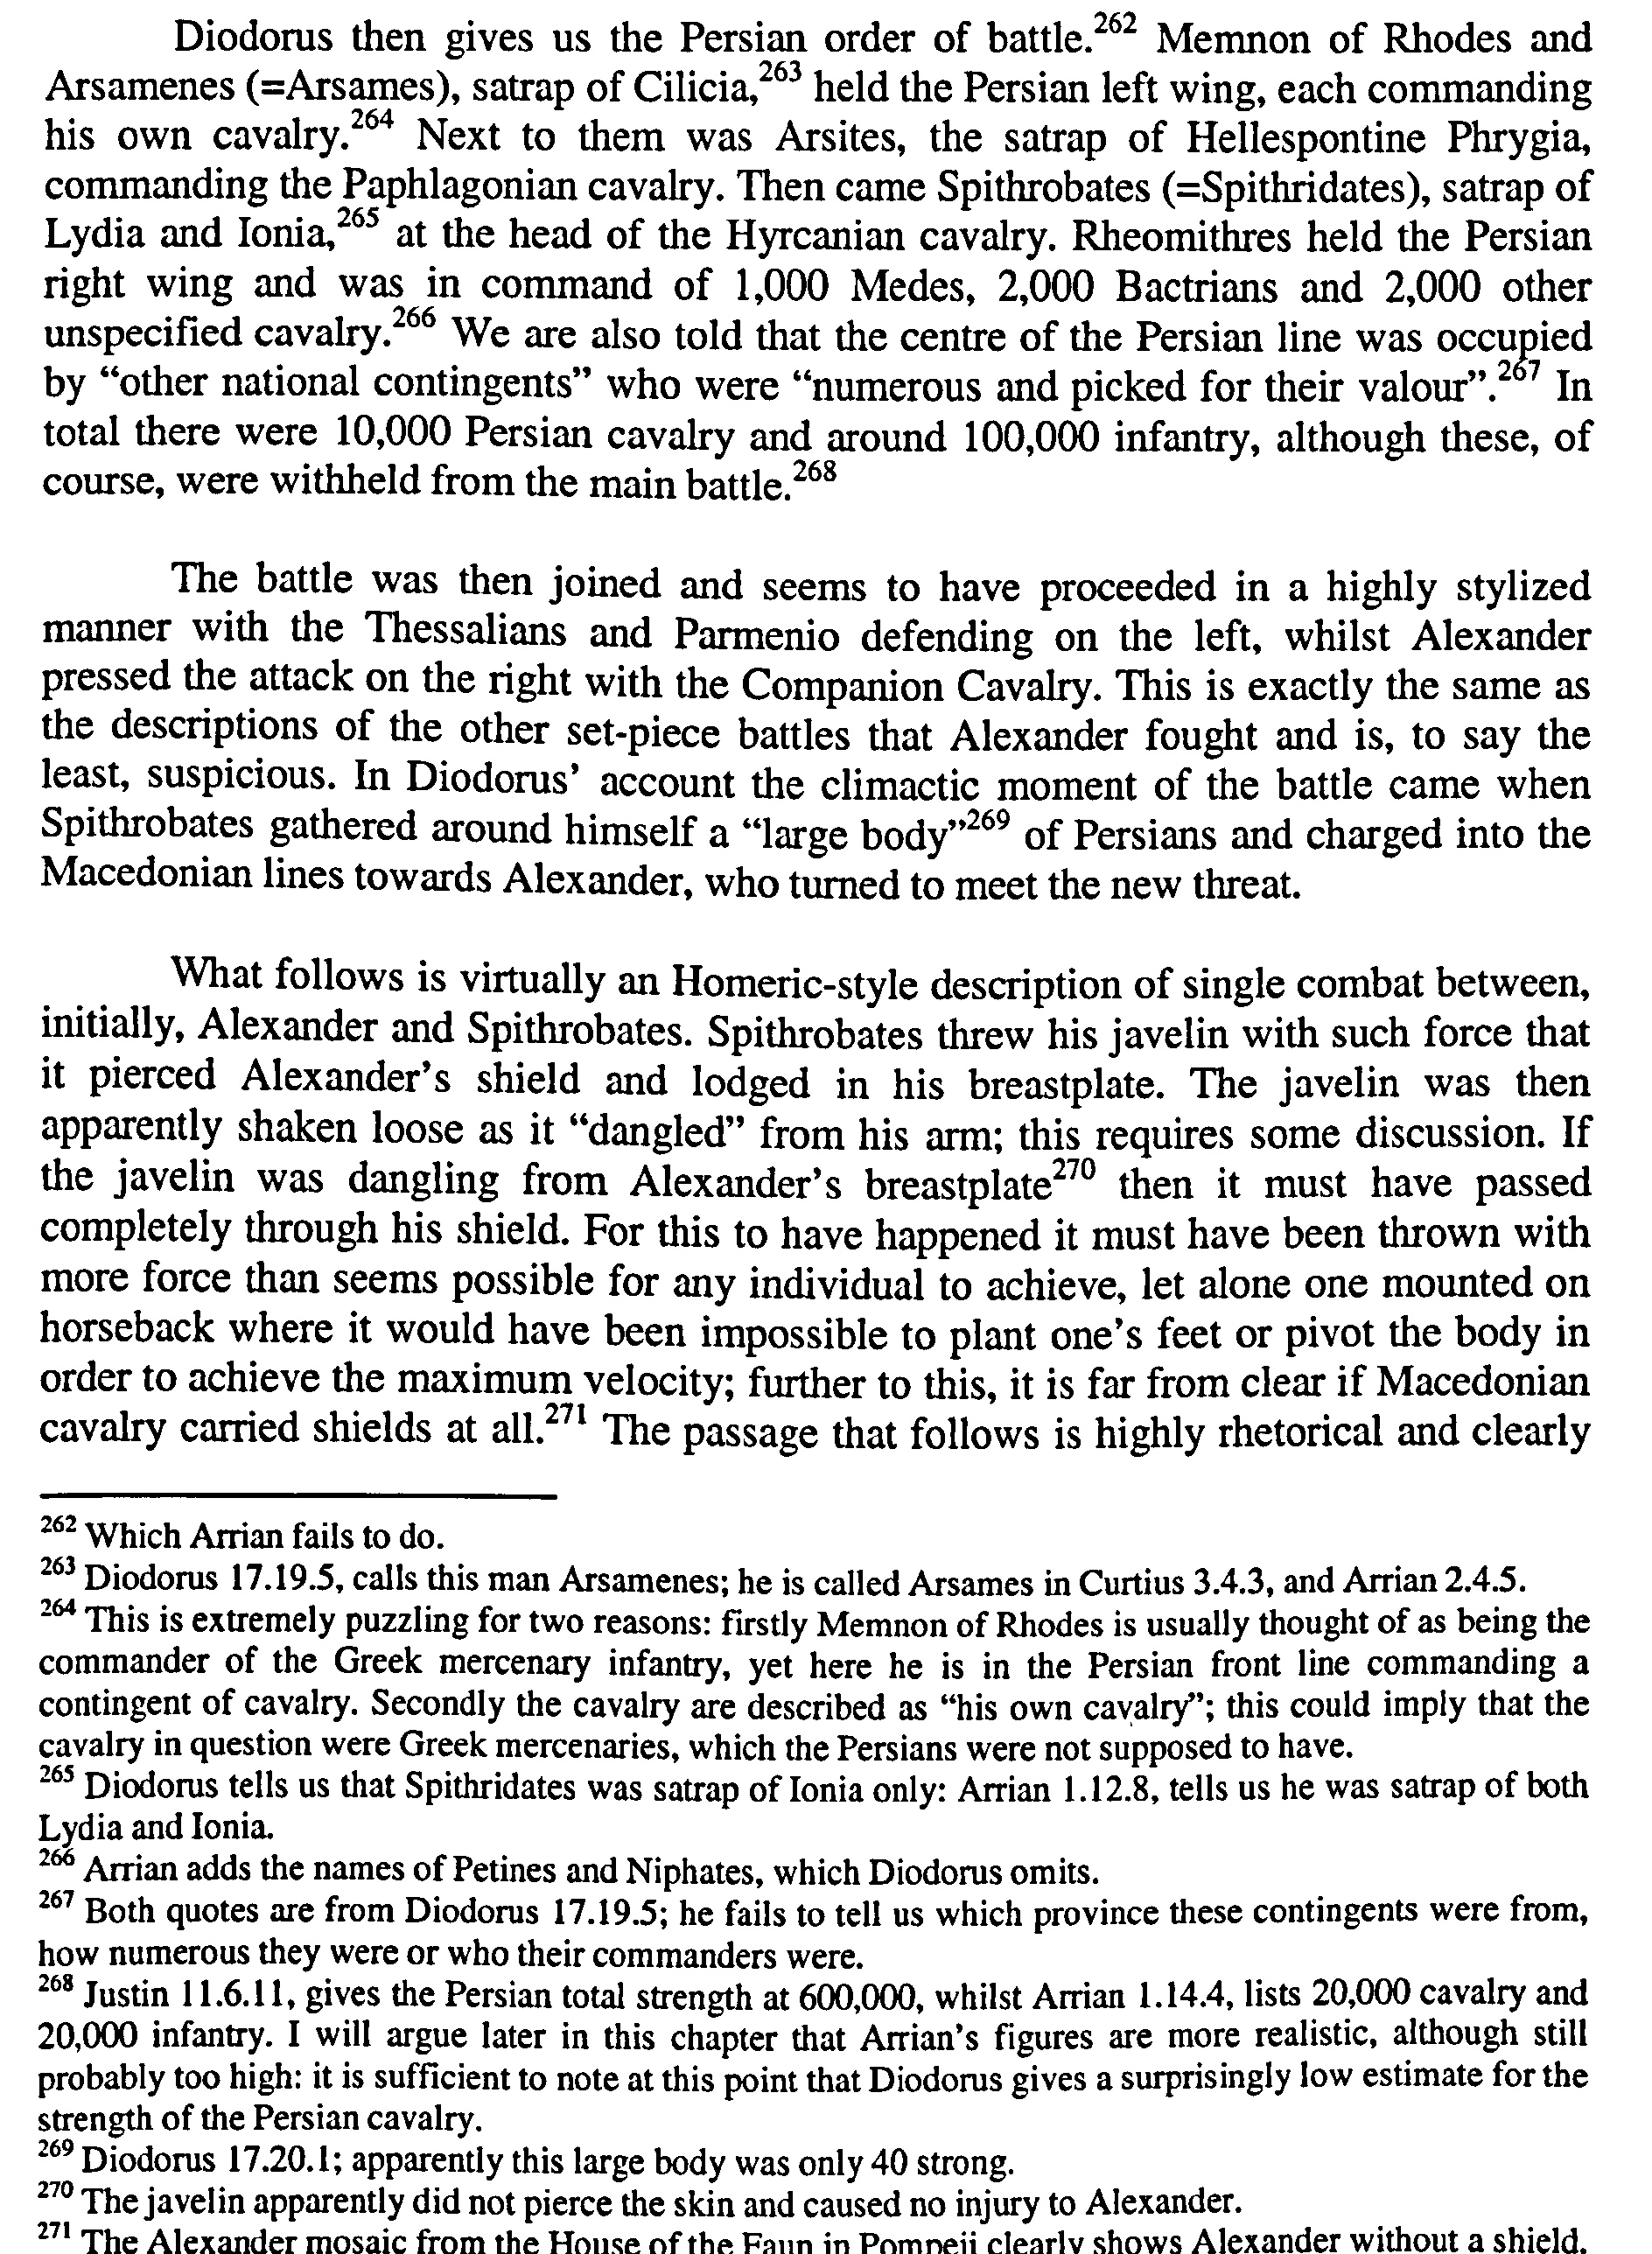 Diodorus then gives us the Persian order of battle.262 Memnon of Rhodes and
Arsamenes (=Arsames), satrap of Cilicia,263 held the Persian left wing, each commanding
his own cavalry.264 Next to them was Arsites, the satrap of Hellespontine Phrygia,
commanding the Paphlagonian cavalry. Then came Spithrobates (=Spithridates), satrap of
Lydia and Ionia,265 at the head of the Hyrcanian cavalry. Rheomithres held the Persian
right wing and was in command of 1,000 Medes, 2,000 Bactrians and 2,000 other
unspecified cavalry.266 We are also told that the centre of the Persian line was occupied
by “other national contingents” who were “numerous and picked for their valour”.267 In
total there were 10,000 Persian cavalry and around 100,000 infantry, although these, of
course, were withheld from the main battle.268
The battle was then joined and seems to have proceeded in a highly stylized
manner with the Thessalians and Parmenio defending on the left, whilst Alexander
pressed the attack on the right with the Companion Cavalry. This is exactly the same as
the descriptions of the other set-piece battles that Alexander fought and is, to say the
least, suspicious. In Diodorus’ account the climactic moment of the battle came when
Spithrobates gathered around himself a “large body”269 of Persians and charged into the
Macedonian lines towards Alexander, who turned to meet the new threat.
What follows is virtually an Homeric-style description of single combat between,
initially, Alexander and Spithrobates. Spithrobates threw his javelin with such force that
it pierced Alexander’s shield and lodged in his breastplate. The javelin was then
apparently shaken loose as it “dangled” from his arm; this requires some discussion. If
the javelin was dangling from Alexander’s breastplate270 then it must have passed
completely through his shield. For this to have happened it must have been thrown with
more force than seems possible for any individual to achieve, let alone one mounted on
horseback where it would have been impossible to plant one’s feet or pivot the body in
order to achieve the maximum velocity; further to this, it is far from clear if Macedonian
cavalry carried shields at all.271 The passage that follows is highly rhetorical and clearly
262 Which Arrian fails to do.
263 Diodorus 17.19.5, calls this man Arsamenes; he is called Arsames in Curtius 3.4.3, and Arrian 2.4.5.
264 This is extremely puzzling for two reasons: firstly Memnon of Rhodes is usually thought of as being the
commander of the Greek mercenary infantry, yet here he is in the Persian front line commanding a
contingent of cavalry. Secondly the cavalry are described as “his own cavalry”; this could imply that the
cavalry in question were Greek mercenaries, which the Persians were not supposed to have.
265 Diodorus tells us that Spithridates was satrap of Ionia only: Arrian 1.12.8, tells us he was satrap of both
Lydia and Ionia.
266 Arrian adds the names of Petines and Niphates, which Diodorus omits.
267 Both quotes are from Diodorus 17.19.5; he fails to tell us which province these contingents were from,
how numerous they were or who their commanders were.
268 Justin 11.6.11, gives the Persian total strength at 600,000, whilst Arrian 1.14.4, lists 20,000 cavalry and
20,000 infantry. I will argue later in this chapter that Arrian’s figures are more realistic, although still
probably too high: it is sufficient to note at this point that Diodorus gives a surprisingly low estimate for the
strength of the Persian cavalry.
269 Diodorus 17.20.1; apparently this large body was only 40 strong.
270 The javelin apparently did not pierce the skin and caused no injury to Alexander.
271 The Alexander mosaic from the House of the Faun in Pompeii clearly shows Alexander without a shield.